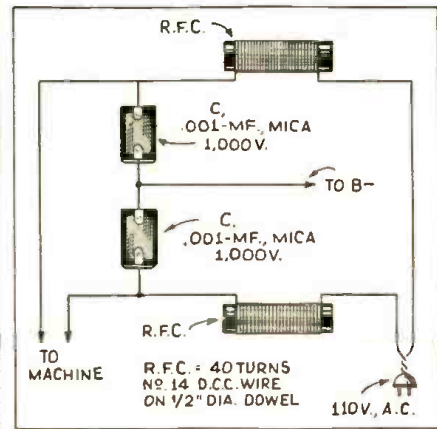 R.F.C.
C,
.001-MF., MICA
1,000V.
TO B-
C,
.001-MF., MICA
1,000V.
R.F.C.
TO
MACHINE
R.F.C. = 40 TURNS
NO. 14 D.C.C. WIRE
ON 1/2" DIA. DOWEL
110V., A.C.